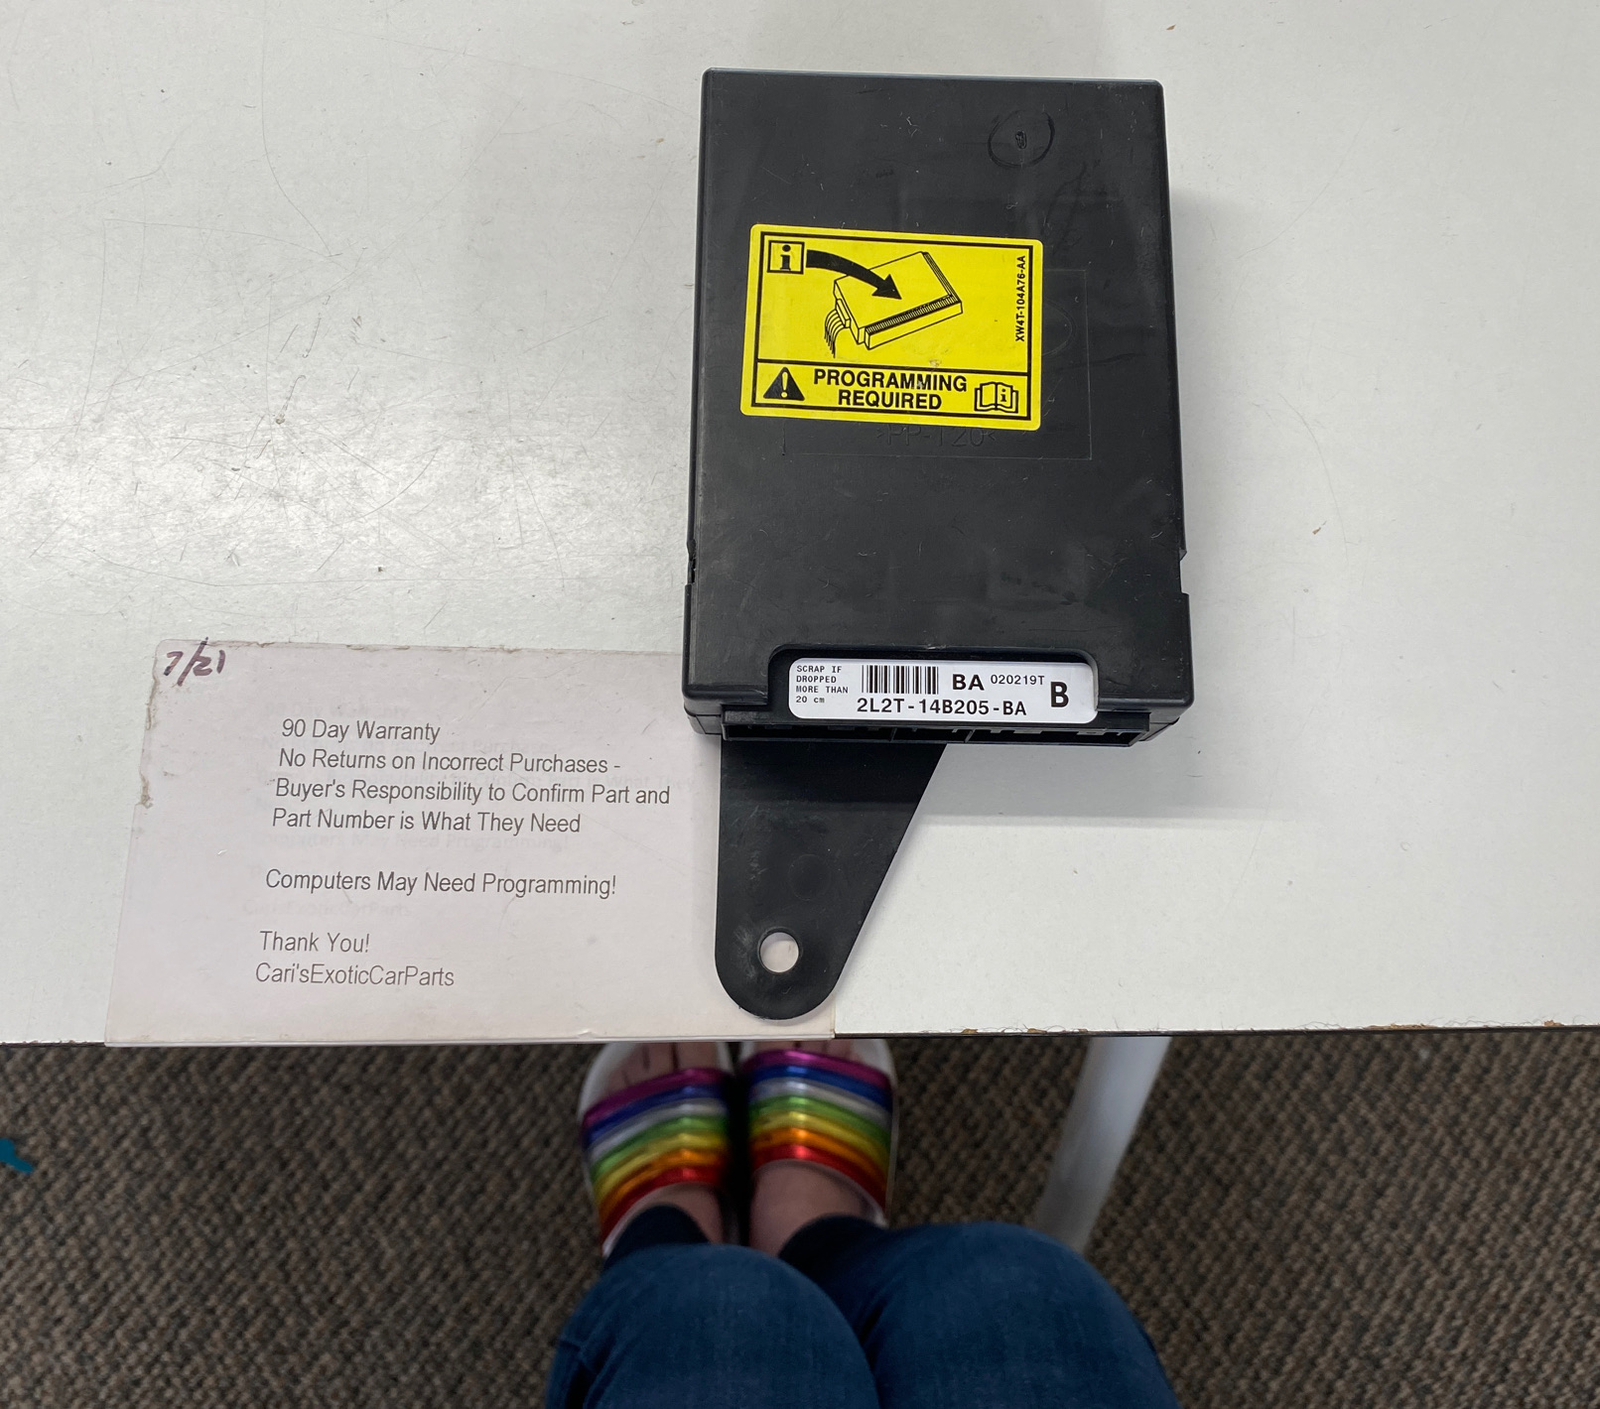 i
XW4T-104A76-AA
PROGRAMMING
REQUIRED
i
>PP-T20<
SCRAP IF
DROPPED
MORE THAN
20 cm
BA 020219T B
2L2T-14B205-BA
7/21
90 Day Warranty
No Returns on Incorrect Purchases -
Buyer's Responsibility to Confirm Part and
Part Number is What They Need
Computers May Need Programming!
Thank You!
Cari'sExoticCarParts